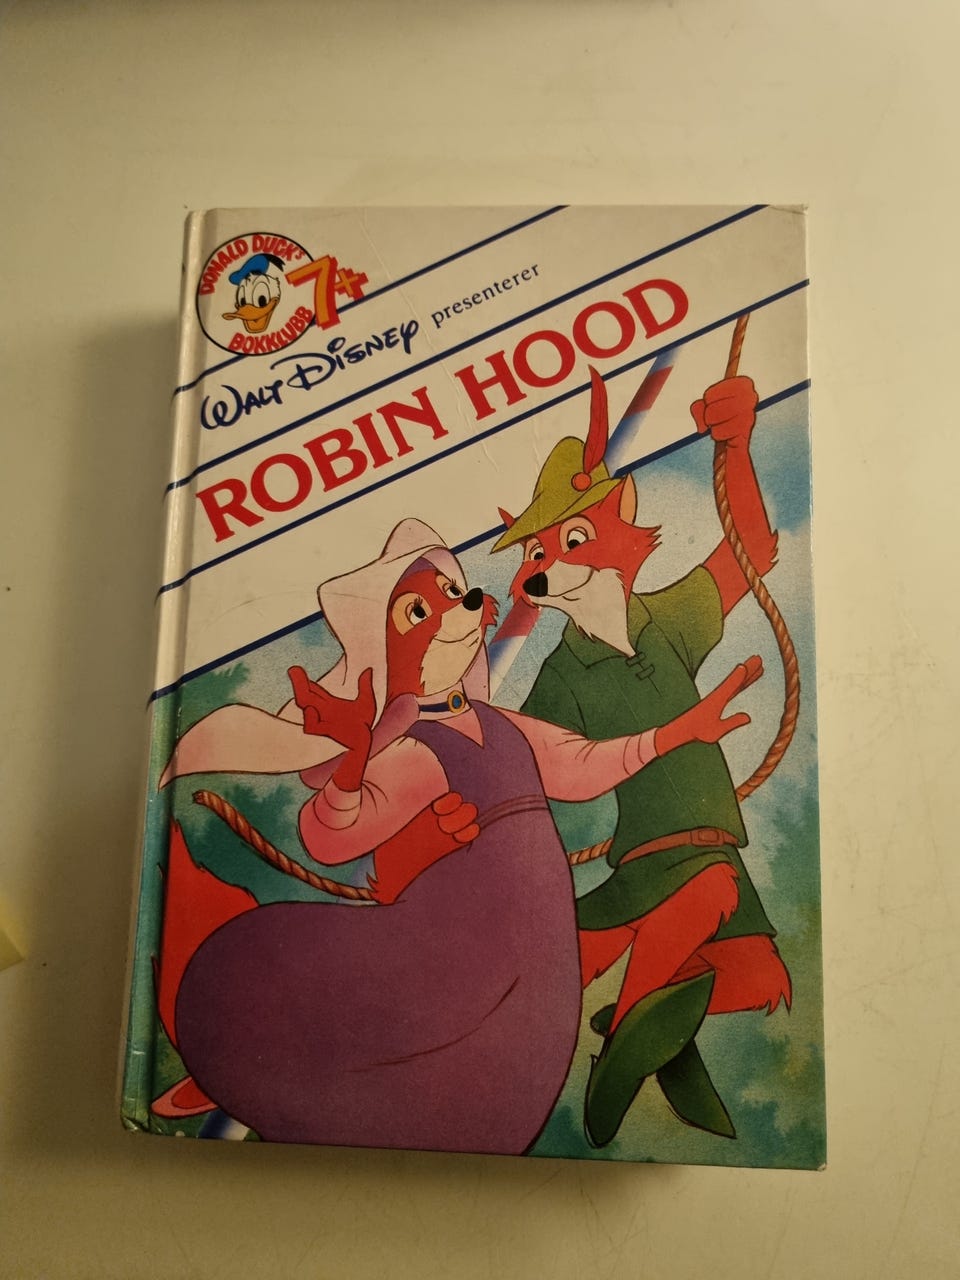 DONALD DUCK's
7+
BOKKLUBB
WALT DISNEY presenterer
ROBIN HOOD